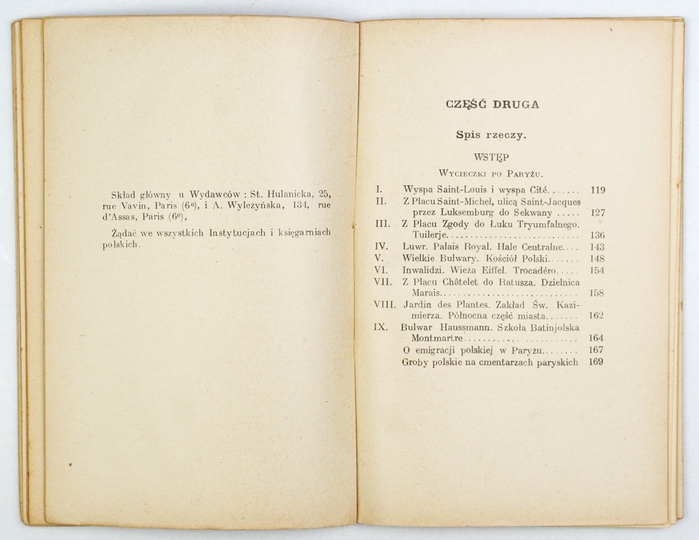 Skład główny u Wydawców : St. Hulanicka, 25,
rue Vavin, Paris (6e), i A. Wyleżyńska, 134, rue
d'Assas, Paris (6e),
Żądać we wszystkich Instytucjach i księgarniach
polskich.
CZĘŚĆ DRUGA
Spis rzeczy.
WSTĘP
Wycieczki po Paryżu.
I. Wyspa Saint-Louis i wyspa Cité....... 119
II. Z Placu Saint-Michel, ulicą Saint-Jacques
przez Luksemburg do Sekwany ..... 127
III. Z Placu Zgody do Łuku Tryumfalnego.
Tuilerje............................ 136
IV. Luwr. Palais Royal. Hale Centralne.... 143
V. Wielkie Bulwary. Kościół Polski....... 148
VI. Inwalidzi. Wieża Eiffel. Trocadéro..... 154
VII. Z Placu Châtelet do Ratusza. Dzielnica
Marais............................. 158
VIII. Jardin des Plantes. Zakład Św. Kazi-
mierza. Północna część miasta....... 162
IX. Bulwar Haussmann. Szkoła Batinjolska
Montmartre........................ 164
O emigracji polskiej w Paryżu........ 167
Groby polskie na cmentarzach paryskich 169